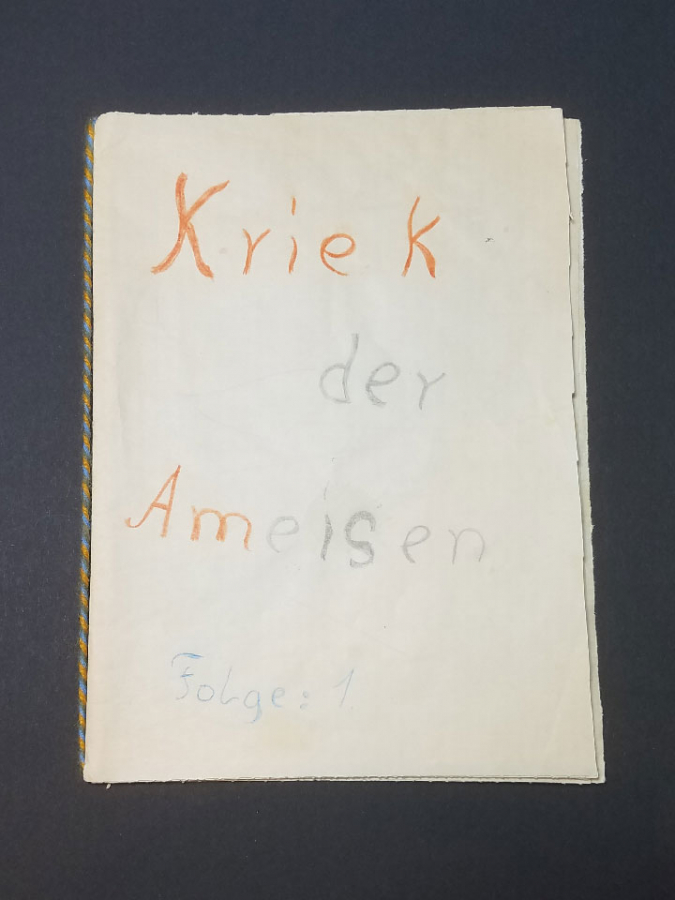 Kriek
der
Ameisen
Folge: 1.